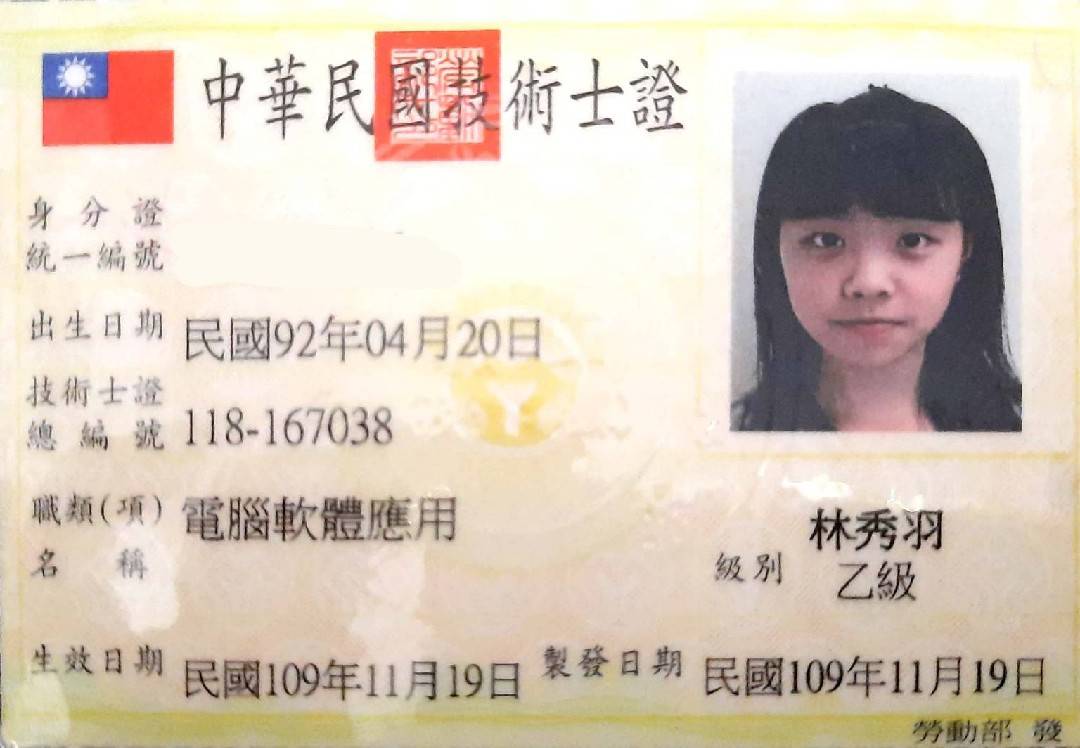 中華民國技術士證
身分證
統一編號
出生日期 民國92年04月20日
技術士證
總編號 118-167038
職類(項) 電腦軟體應用
名稱
林秀羽
級別 乙級
生效日期 民國109年11月19日 製發日期 民國109年11月19日
勞動部 發